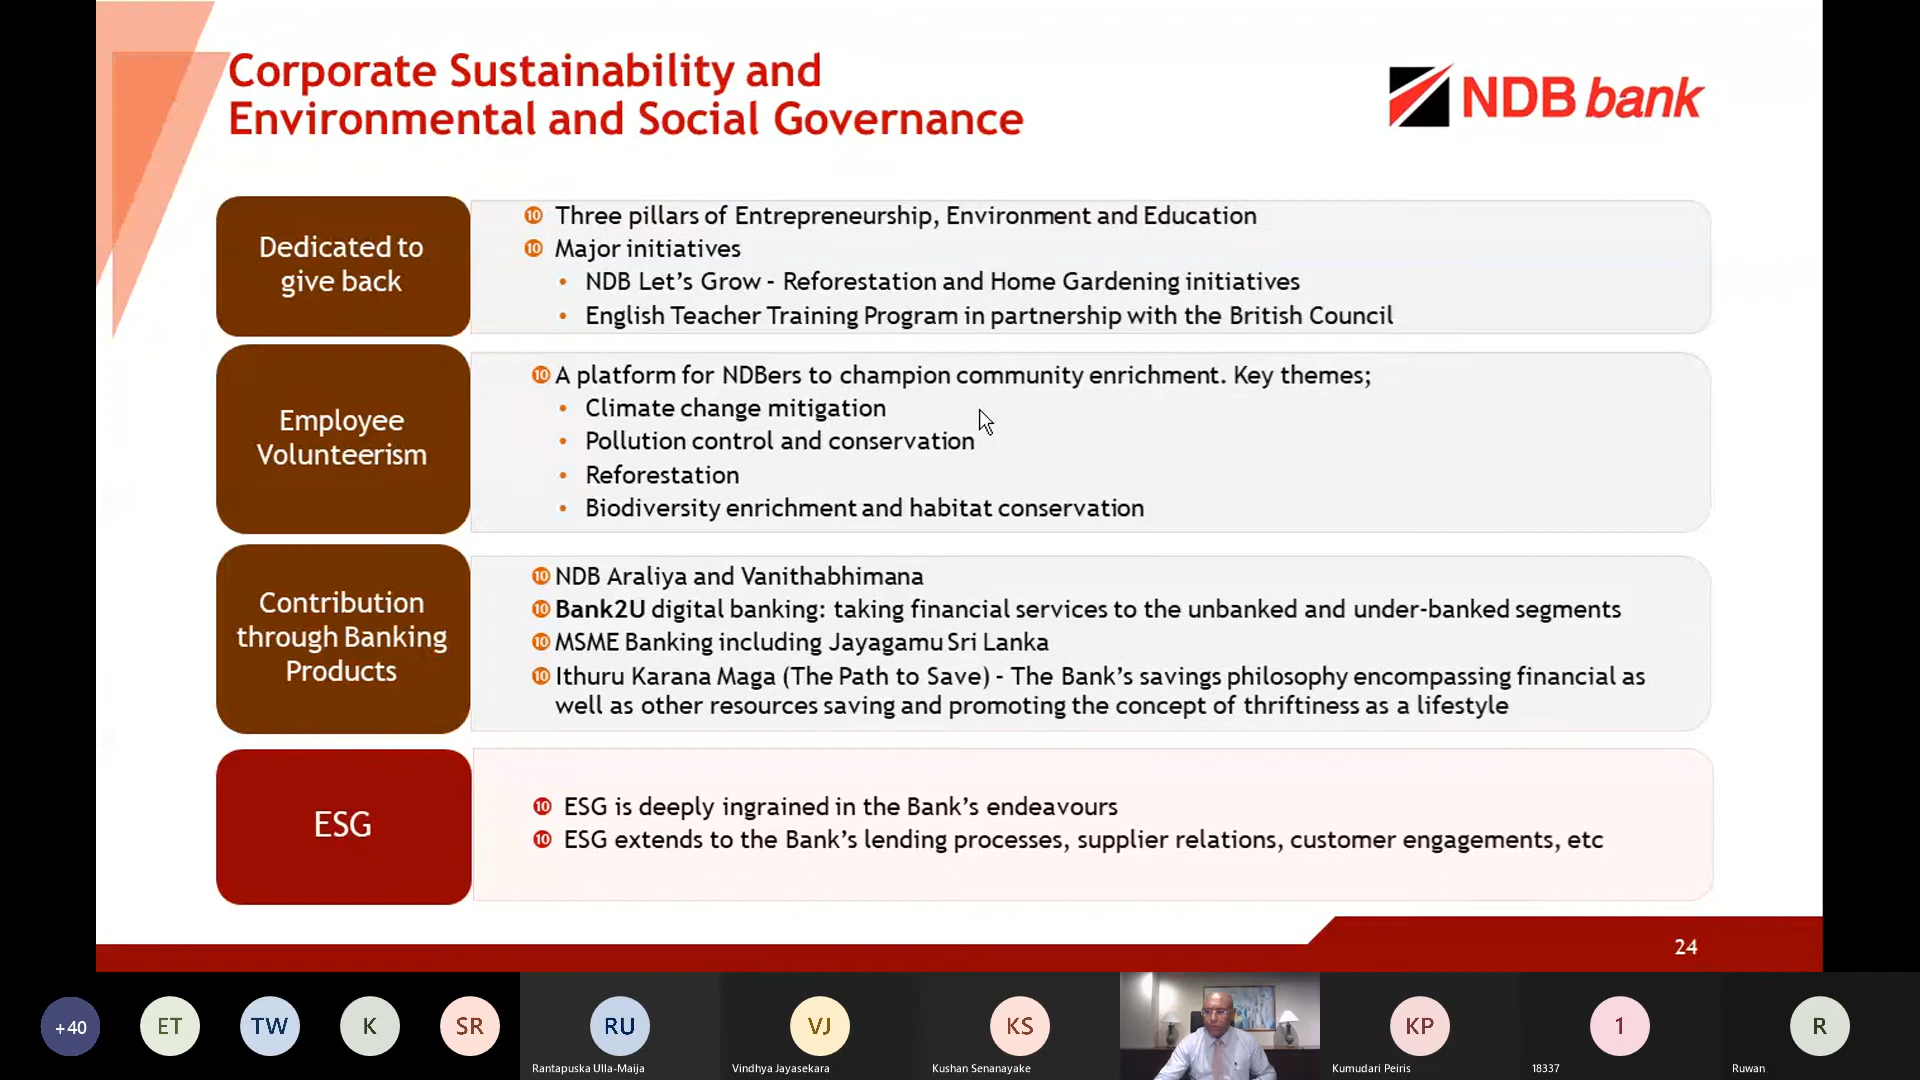 Corporate Sustainability and
Environmental and Social Governance
NDB bank
Dedicated to
give back
⓾ Three pillars of Entrepreneurship, Environment and Education
⓾ Major initiatives
• NDB Let’s Grow - Reforestation and Home Gardening initiatives
• English Teacher Training Program in partnership with the British Council
Employee
Volunteerism
⓾ A platform for NDBers to champion community enrichment. Key themes;
• Climate change mitigation
• Pollution control and conservation
• Reforestation
• Biodiversity enrichment and habitat conservation
Contribution
through Banking
Products
⓾ NDB Araliya and Vanithabhimana
⓾ Bank2U digital banking: taking financial services to the unbanked and under-banked segments
⓾ MSME Banking including Jayagamu Sri Lanka
⓾ Ithuru Karana Maga (The Path to Save) - The Bank’s savings philosophy encompassing financial as
well as other resources saving and promoting the concept of thriftiness as a lifestyle
ESG
⓾ ESG is deeply ingrained in the Bank’s endeavours
⓾ ESG extends to the Bank’s lending processes, supplier relations, customer engagements, etc
24
+40
ET
TW
K
SR
RU
Rantapuska Ulla-Maija
VJ
Vindhya Jayasekara
KS
Kushan Senanayake
KP
Kumudari Peiris
1
18337
R
Ruwan